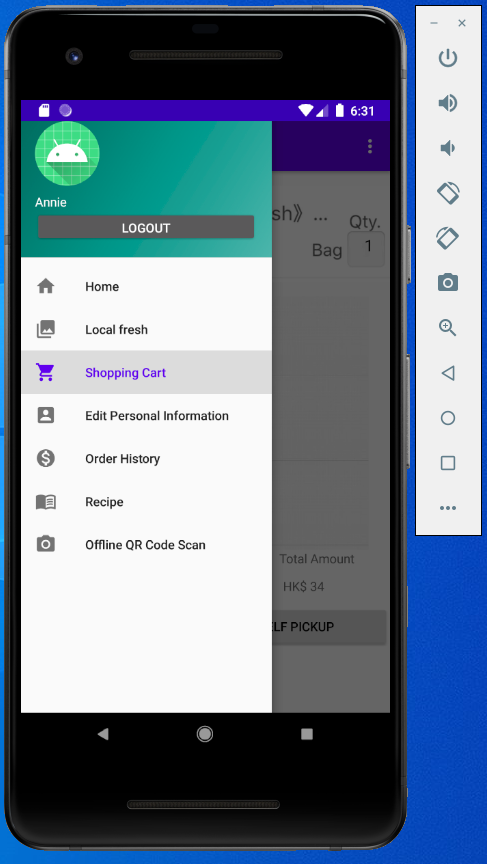 6:31
Annie
LOGOUT
sh》 ...
Qty.
Bag 1
Home
Local fresh
Shopping Cart
Edit Personal Information
Order History
Recipe
Offline QR Code Scan
Total Amount
HK$ 34
ELF PICKUP